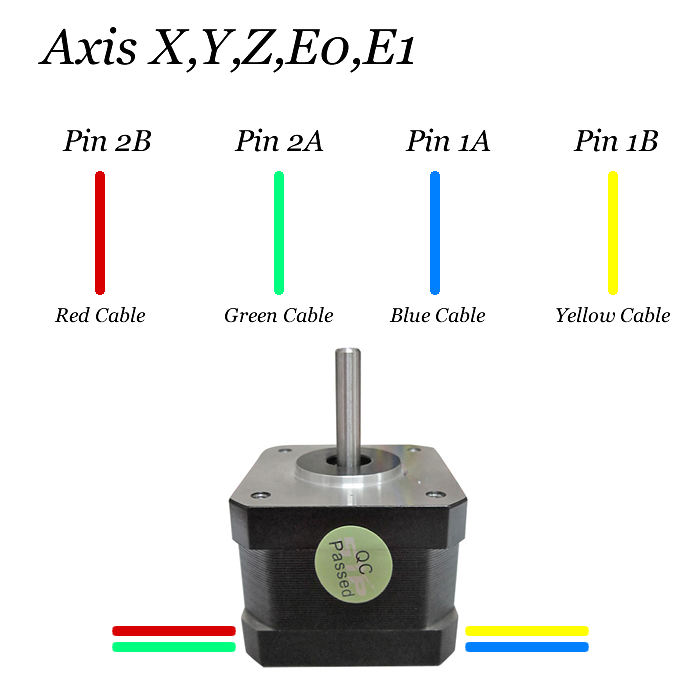 Axis X,Y,Z,E0,E1
Pin 2B Pin 2A Pin 1A Pin 1B
Red Cable Green Cable Blue Cable Yellow Cable
QC
Passed